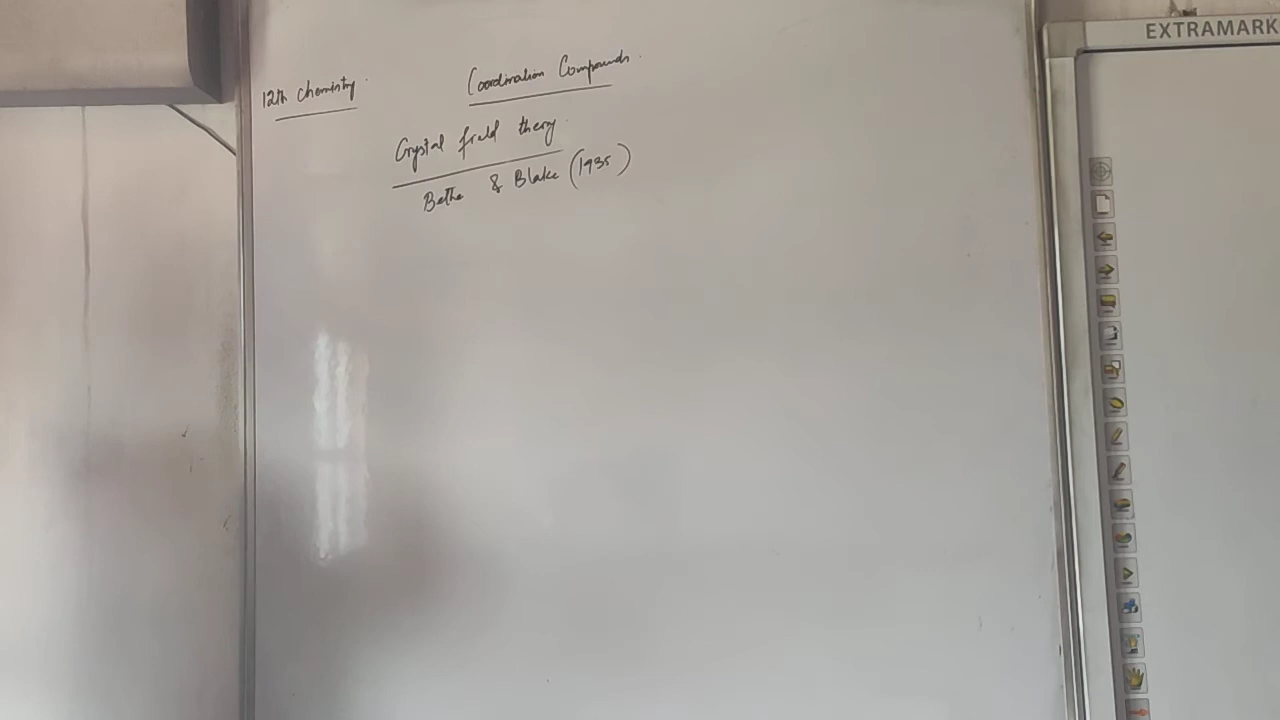 12th chemistry.
Coordination Compounds.
Crystal field theory.
Bethe & Blake (1935)
EXTRAMARK